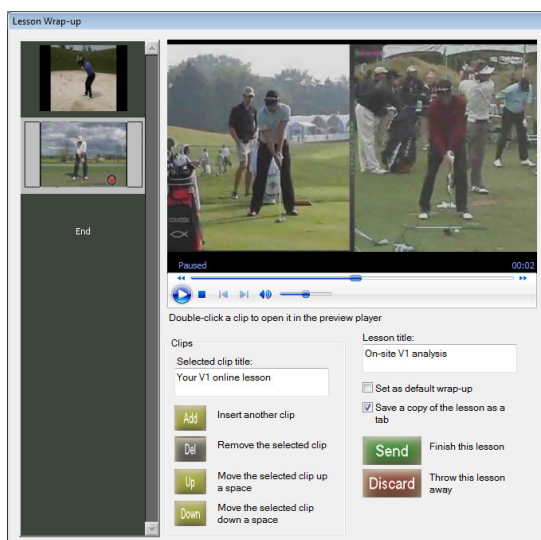 Lesson Wrap-up
End
Paused
00:02
Double-click a clip to open it in the preview player
Clips
Selected clip title:
Your V1 online lesson
Add
Insert another clip
Del
Remove the selected clip
Up
Move the selected clip up
a space
Down
Move the selected clip
down a space
Lesson title:
On-site V1 analysis
Set as default wrap-up
Save a copy of the lesson as a
tab
Send
Finish this lesson
Discard
Throw this lesson
away